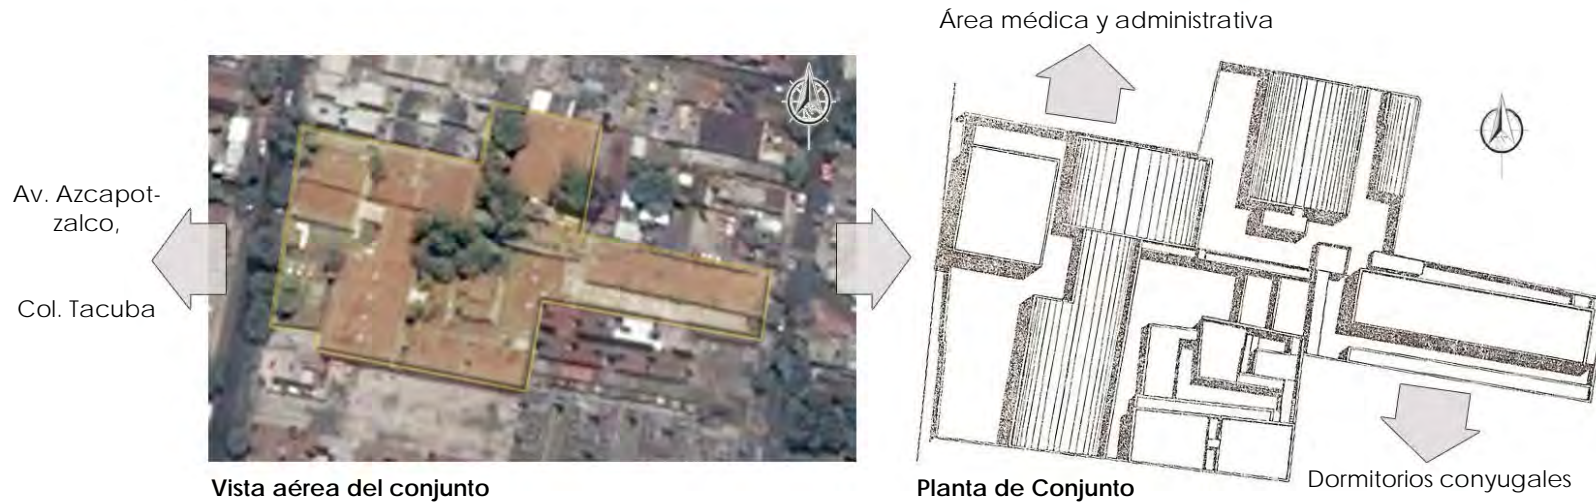 Área médica y administrativa
Av. Azcapot-
zalco,
Col. Tacuba
Dormitorios conyugales
Vista aérea del conjunto
Planta de Conjunto